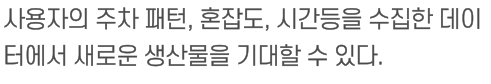 사용자의 주차 패턴, 혼잡도, 시간등을 수집한 데이
터에서 새로운 생산물을 기대할 수 있다.